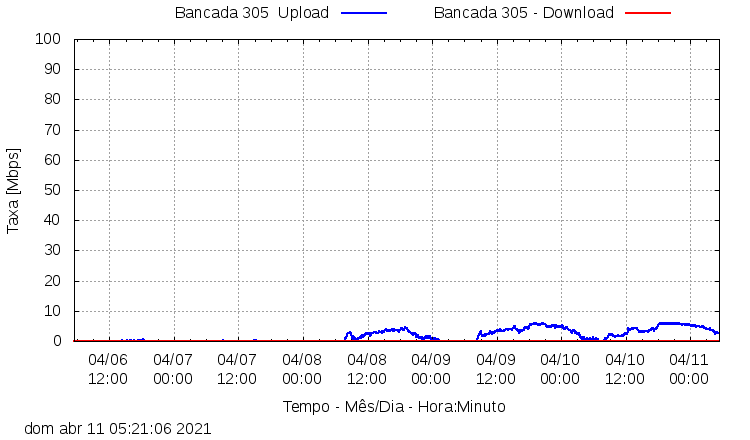 Bancada 305  Upload
Bancada 305 - Download
100
90
80
70
60
50
40
30
20
10
0
Taxa [Mbps]
04/06 04/07 04/07 04/08 04/08 04/09 04/09 04/10 04/10 04/11
12:00 00:00 12:00 00:00 12:00 00:00 12:00 00:00 12:00 00:00
Tempo - Mês/Dia - Hora:Minuto
dom abr 11 05:21:06 2021